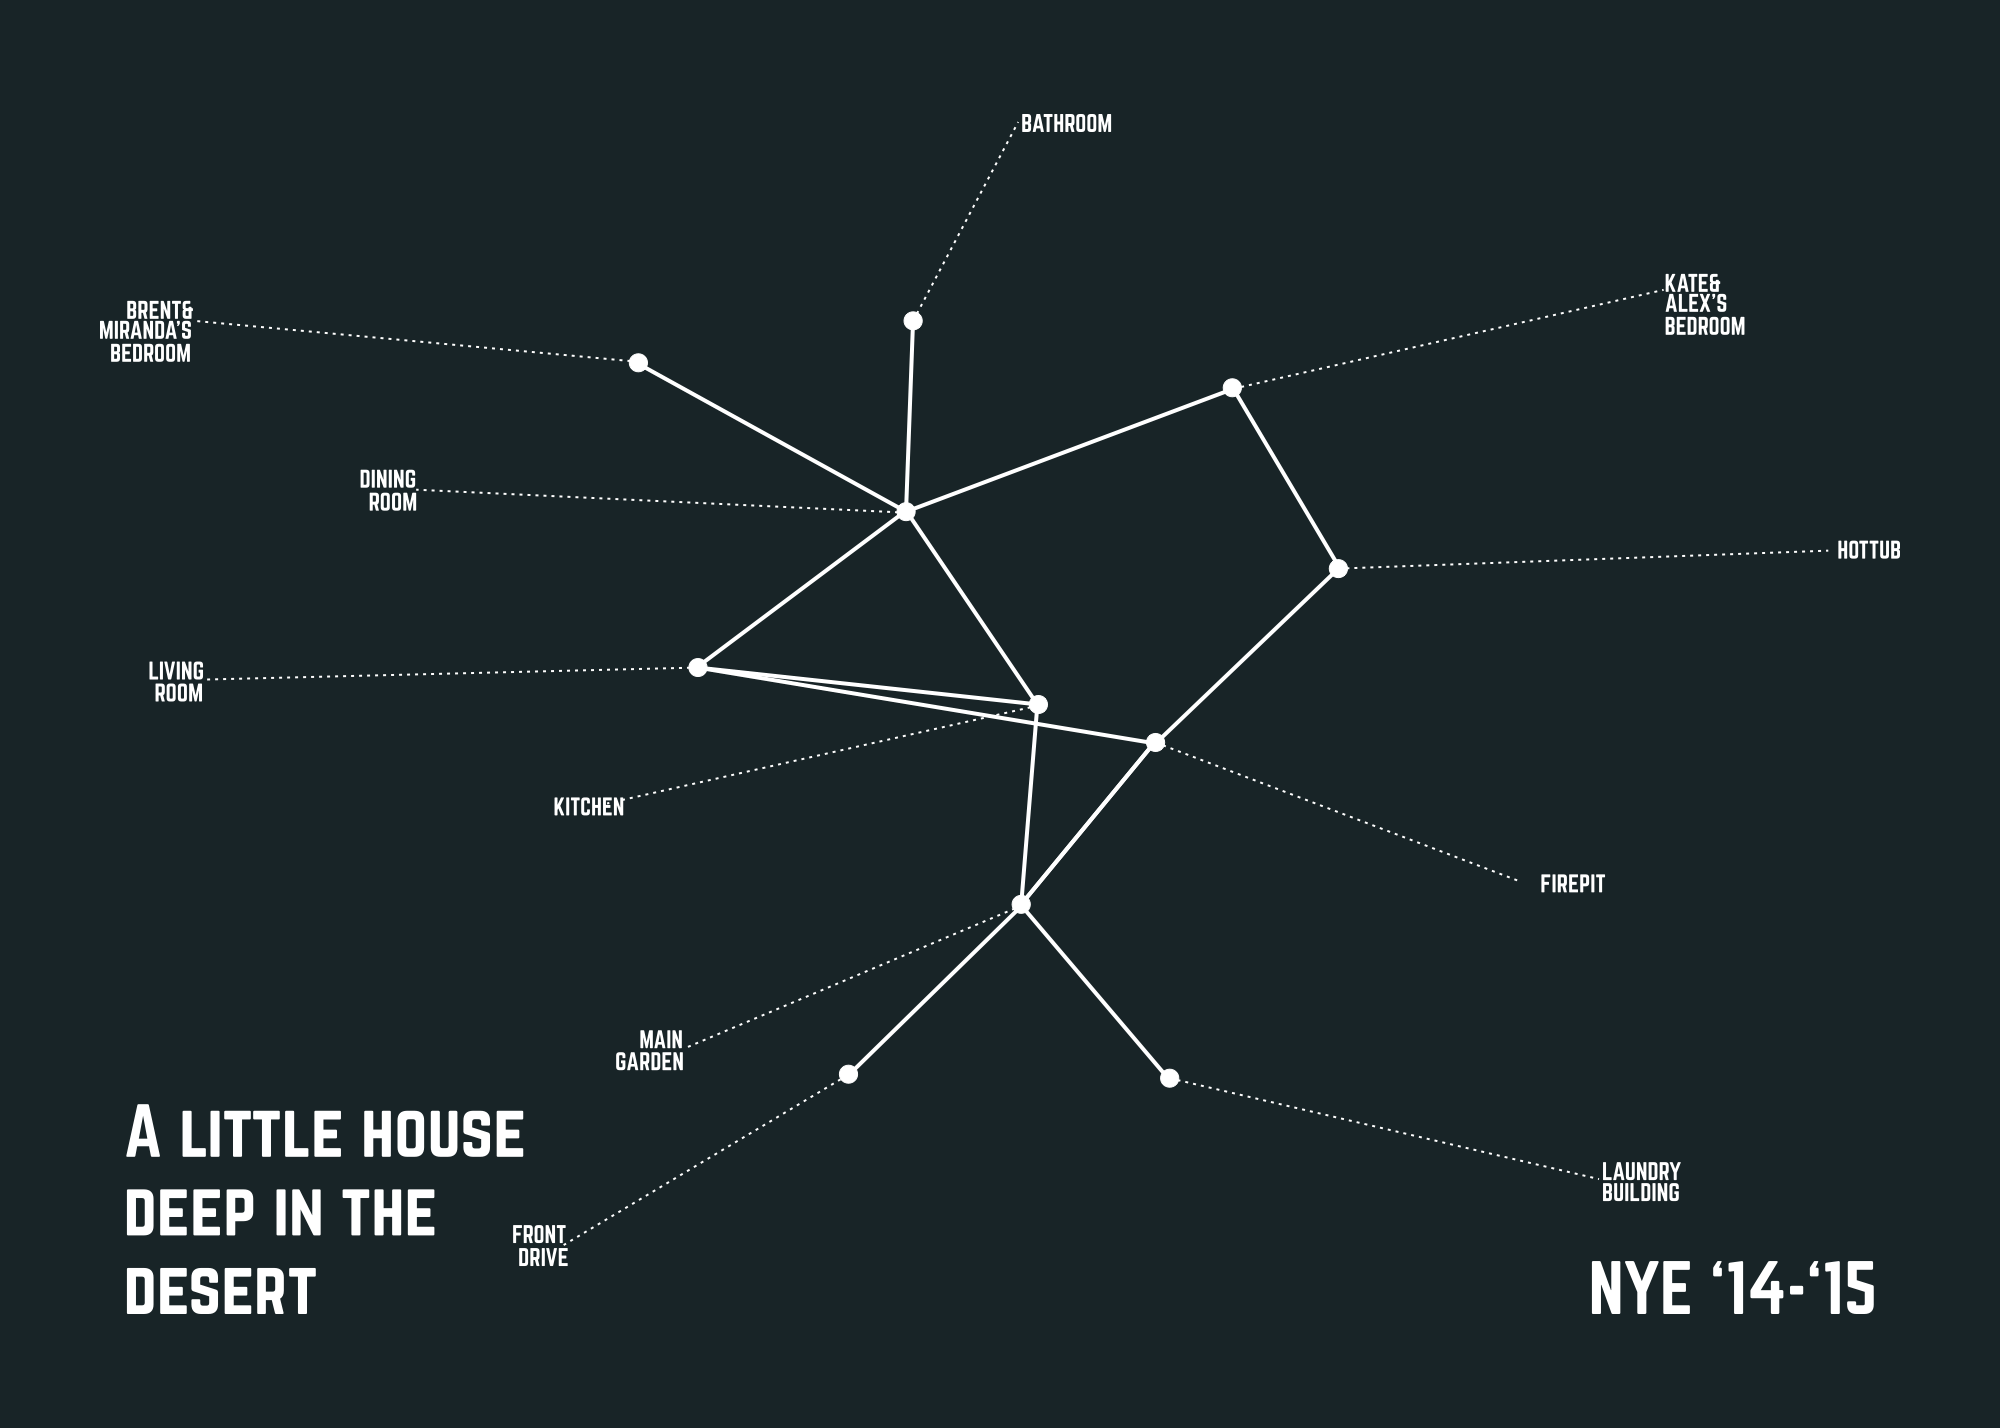 BATHROOM
BRENT&
MIRANDA'S
BEDROOM
KATE&
ALEX'S
BEDROOM
DINING
ROOM
HOTTUB
LIVING
ROOM
KITCHEN
FIREPIT
MAIN
GARDEN
A LITTLE HOUSE
DEEP IN THE
DESERT
FRONT
DRIVE
LAUNDRY
BUILDING
NYE ‘14-‘15